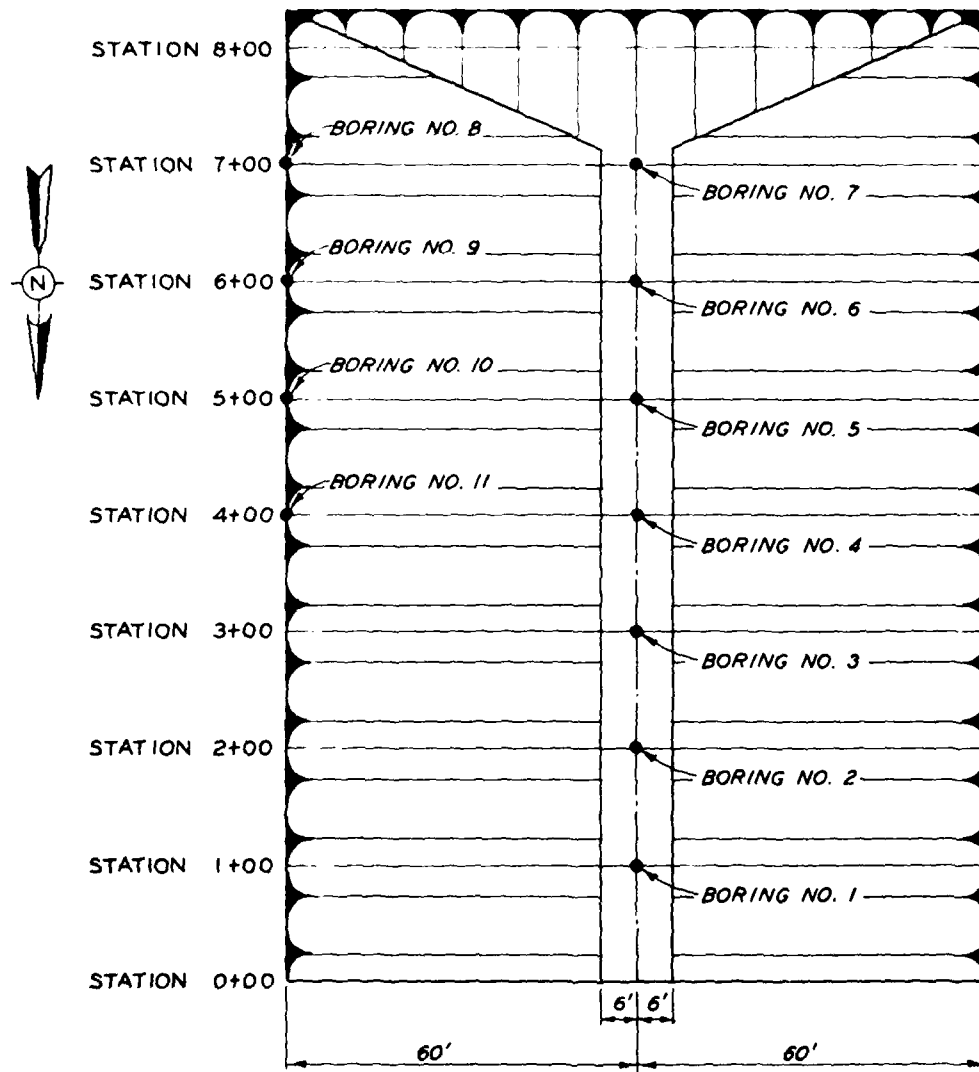 STATION 8+00
BORING NO. 8
STATION 7+00
BORING NO. 7
BORING NO. 9
N
STATION 6+00
BORING NO. 6
BORING NO. 10
STATION 5+00
BORING NO. 5
BORING NO. 11
STATION 4+00
BORING NO. 4
STATION 3+00
BORING NO. 3
STATION 2+00
BORING NO. 2
STATION 1+00
BORING NO. 1
STATION 0+00
6' 6'
60' 60'